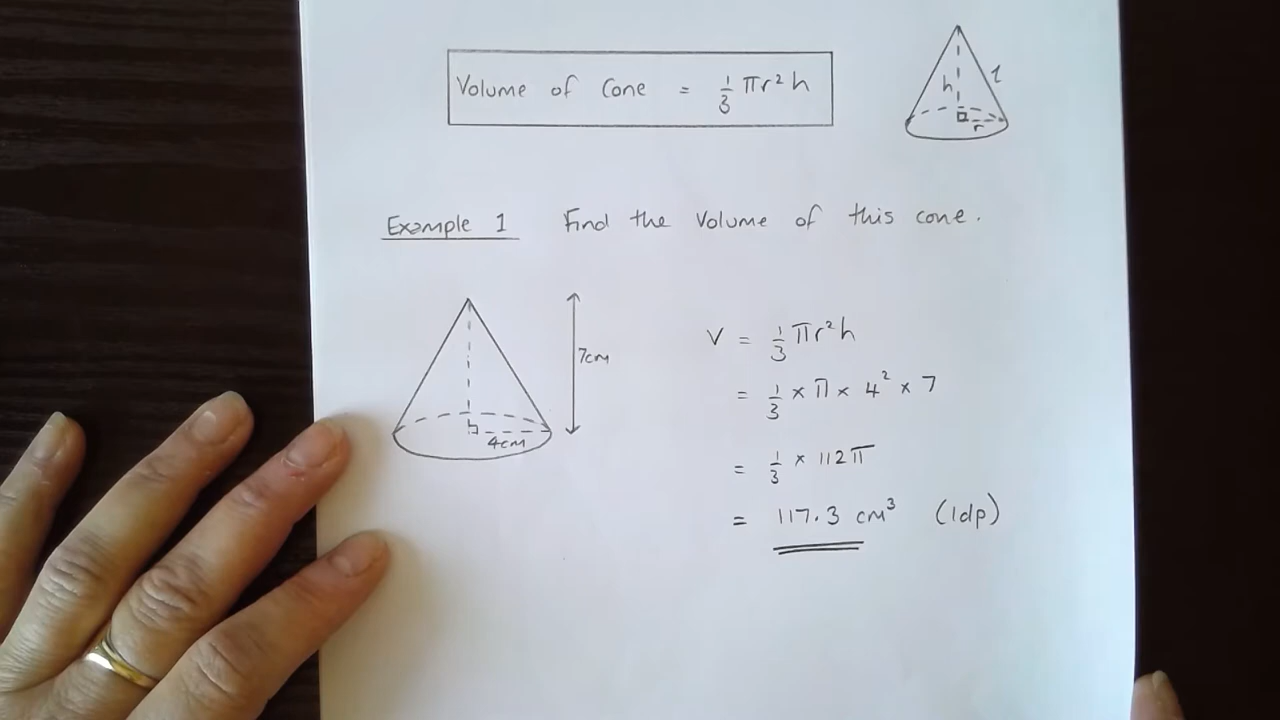 Volume of Cone = 1/3 πr²h
h
l
r
Example 1 Find the Volume of this cone.
7cm
4cm
V = 1/3 πr²h
= 1/3 × π × 4² × 7
= 1/3 × 112π
= 117.3 cm³ (1dp)